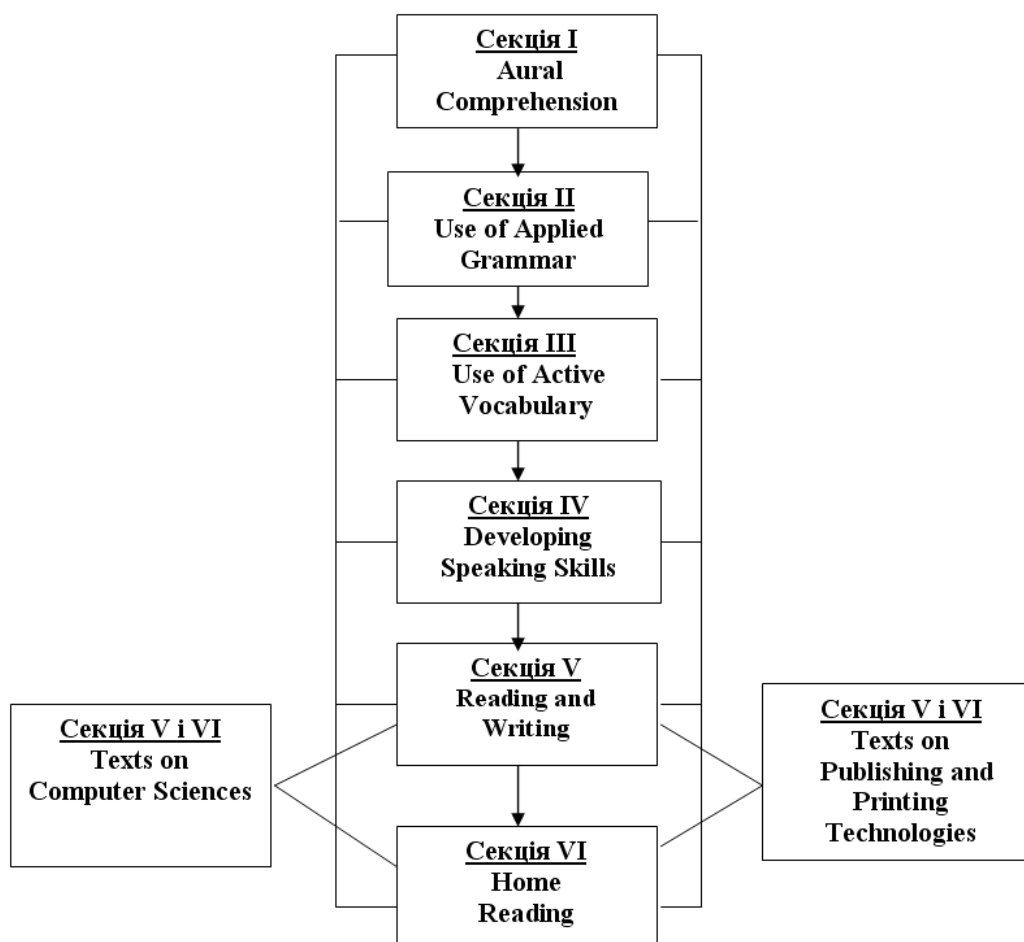 Секція I
Aural
Comprehension
Секція II
Use of Applied
Grammar
Секція III
Use of Active
Vocabulary
Секція IV
Developing
Speaking Skills
Секція V
Reading and
Writing
Секція V і VI
Texts on
Computer Sciences
Секція V і VI
Texts on
Publishing and
Printing
Technologies
Секція VI
Home
Reading